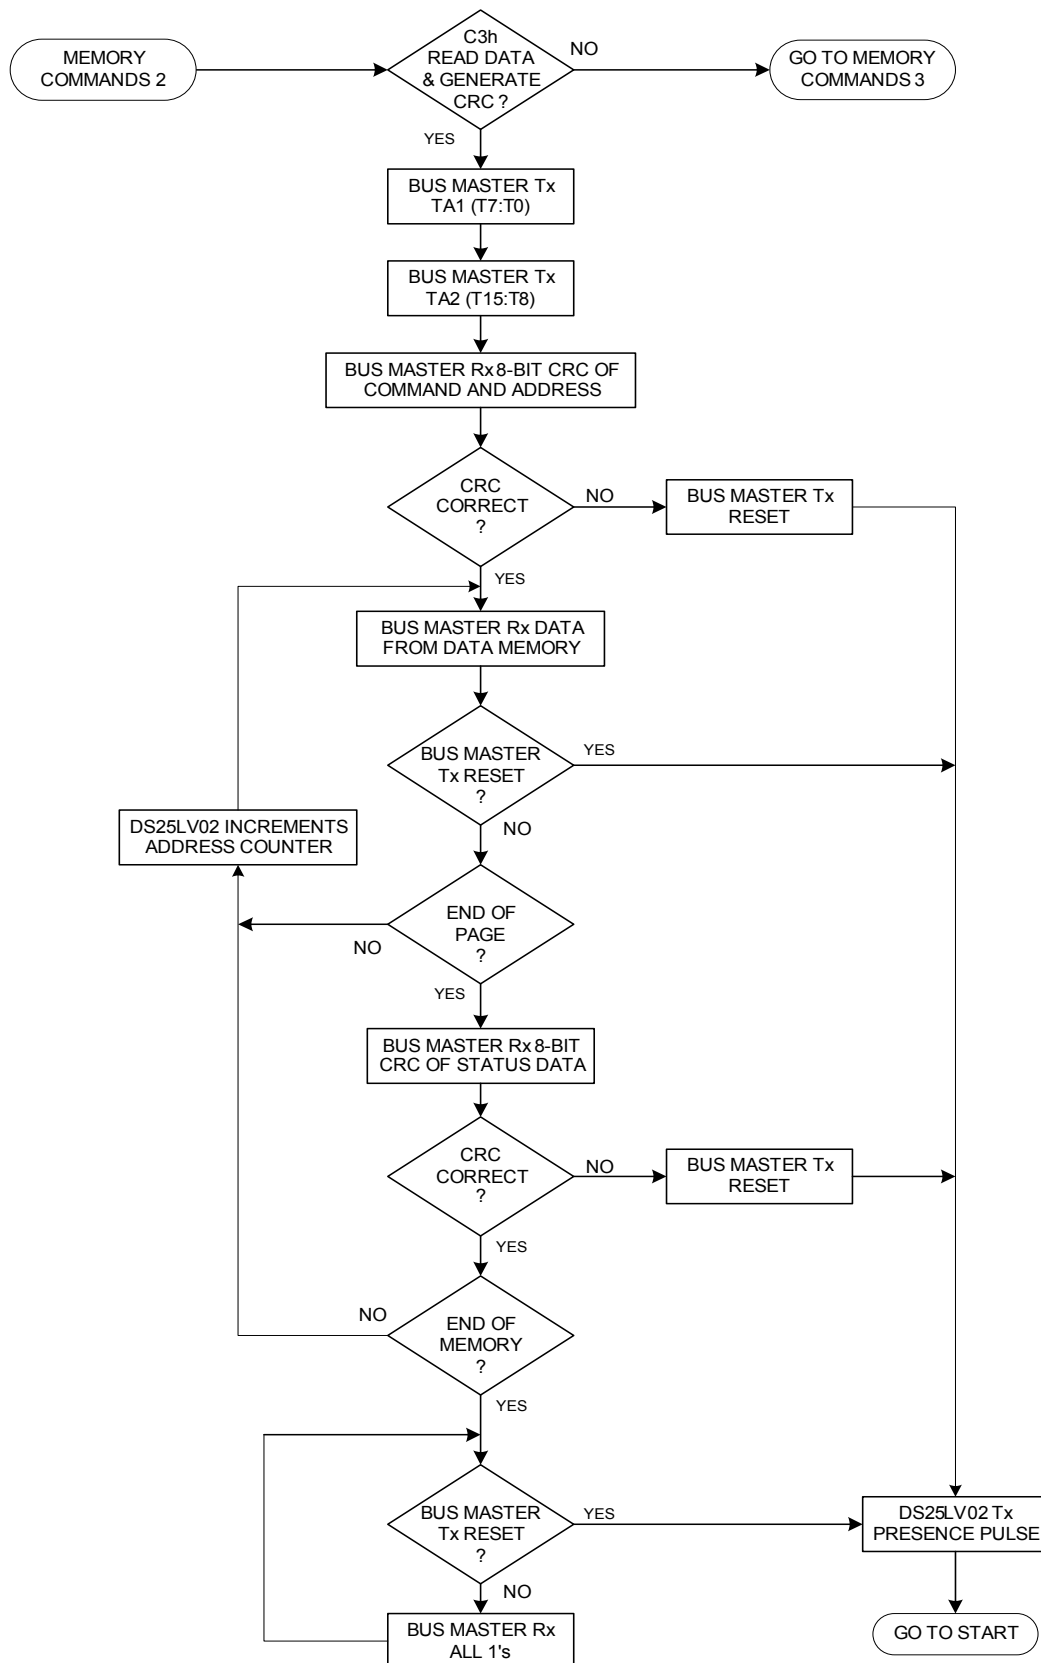 MEMORY
COMMANDS 2
C3h
READ DATA
& GENERATE
CRC ?
NO
GO TO MEMORY
COMMANDS 3
YES
BUS MASTER Tx
TA1 (T7:T0)
BUS MASTER Tx
TA2 (T15:T8)
BUS MASTER Rx 8-BIT CRC OF
COMMAND AND ADDRESS
CRC
CORRECT
?
NO
BUS MASTER Tx
RESET
YES
BUS MASTER Rx DATA
FROM DATA MEMORY
BUS MASTER
Tx RESET
?
YES
NO
DS25LV02 INCREMENTS
ADDRESS COUNTER
END OF
PAGE
?
NO
YES
BUS MASTER Rx 8-BIT
CRC OF STATUS DATA
CRC
CORRECT
?
NO
BUS MASTER Tx
RESET
YES
END OF
MEMORY
?
NO
YES
BUS MASTER
Tx RESET
?
YES
DS25LV02 Tx
PRESENCE PULSE
NO
BUS MASTER Rx
ALL 1's
GO TO START